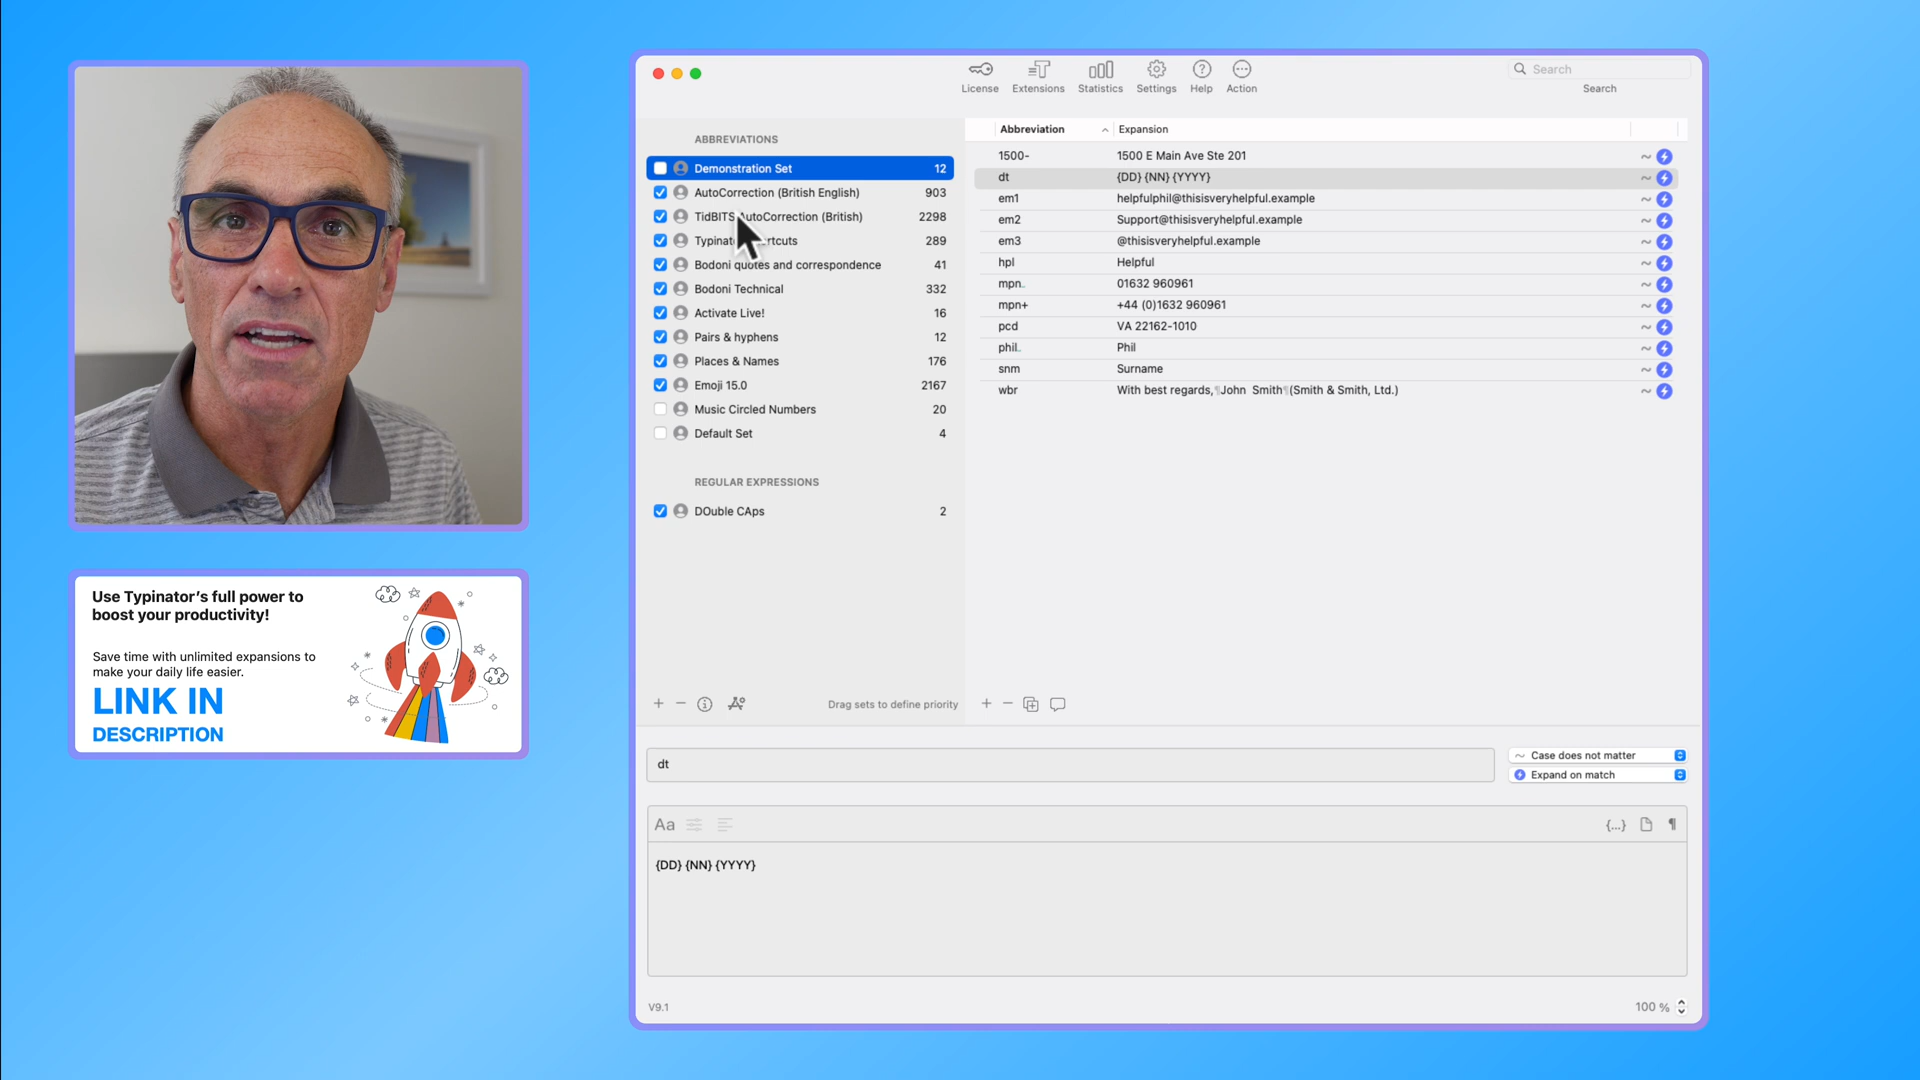 Use Typinator's full power to
boost your productivity!
Save time with unlimited expansions to
make your daily life easier.
LINK IN
DESCRIPTION
License
Extensions
Statistics
Settings
Help
Action
Search
Search
ABBREVIATIONS
Demonstration Set 12
AutoCorrection (British English) 903
TidBITS AutoCorrection (British) 2298
289
Bodoni quotes and correspondence 41
Bodoni Technical 332
Activate Live! 16
Pairs & hyphens 12
Places & Names 176
Emoji 15.0 2167
Music Circled Numbers 20
Default Set 4
REGULAR EXPRESSIONS
DOuble CAps 2
Drag sets to define priority
Abbreviation Expansion
1500- 1500 E Main Ave Ste 201
dt {DD} {NN} {YYYY}
em1 helpfulphil@thisisveryhelpful.example
em2 Support@thisisveryhelpful.example
em3 @thisisveryhelpful.example
hpl Helpful
mpn. 01632 960961
mpn+ +44 (0)1632 960961
pcd VA 22162-1010
phil. Phil
snm Surname
wbr With best regards,¶John Smith¶(Smith & Smith, Ltd.)
dt
Case does not matter
Expand on match
Aa
{...}
¶
{DD} {NN} {YYYY}
V9.1
100 %